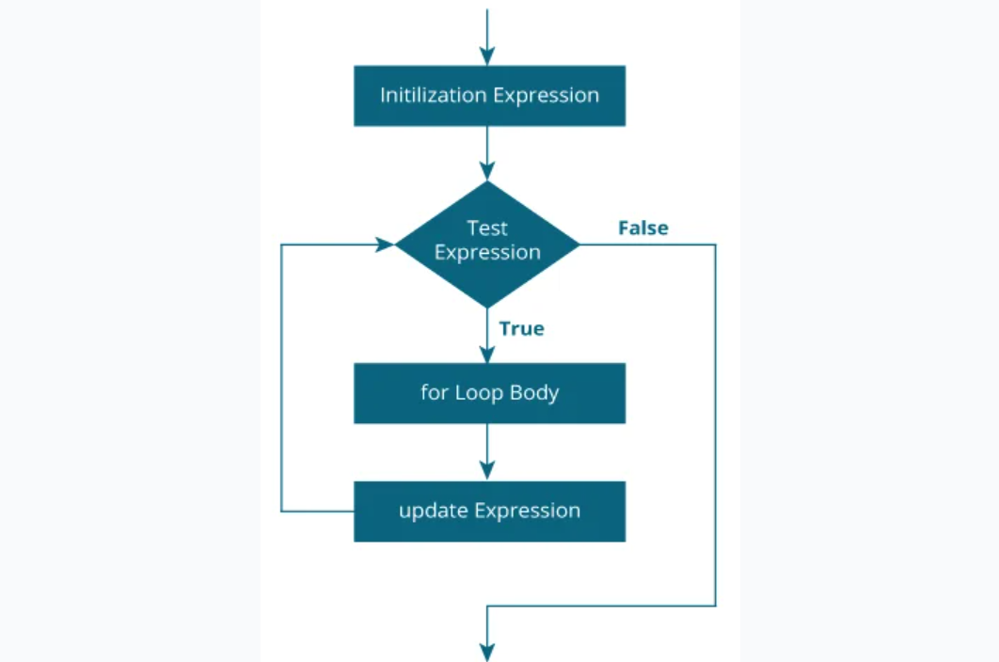 Initilization Expression
Test
Expression
False
True
for Loop Body
update Expression